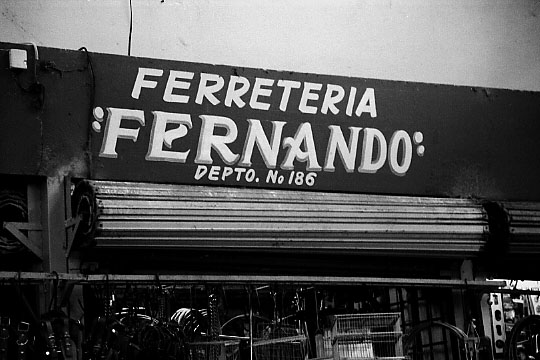 FERRETERIA
FERNANDO
DEPTO. No 186